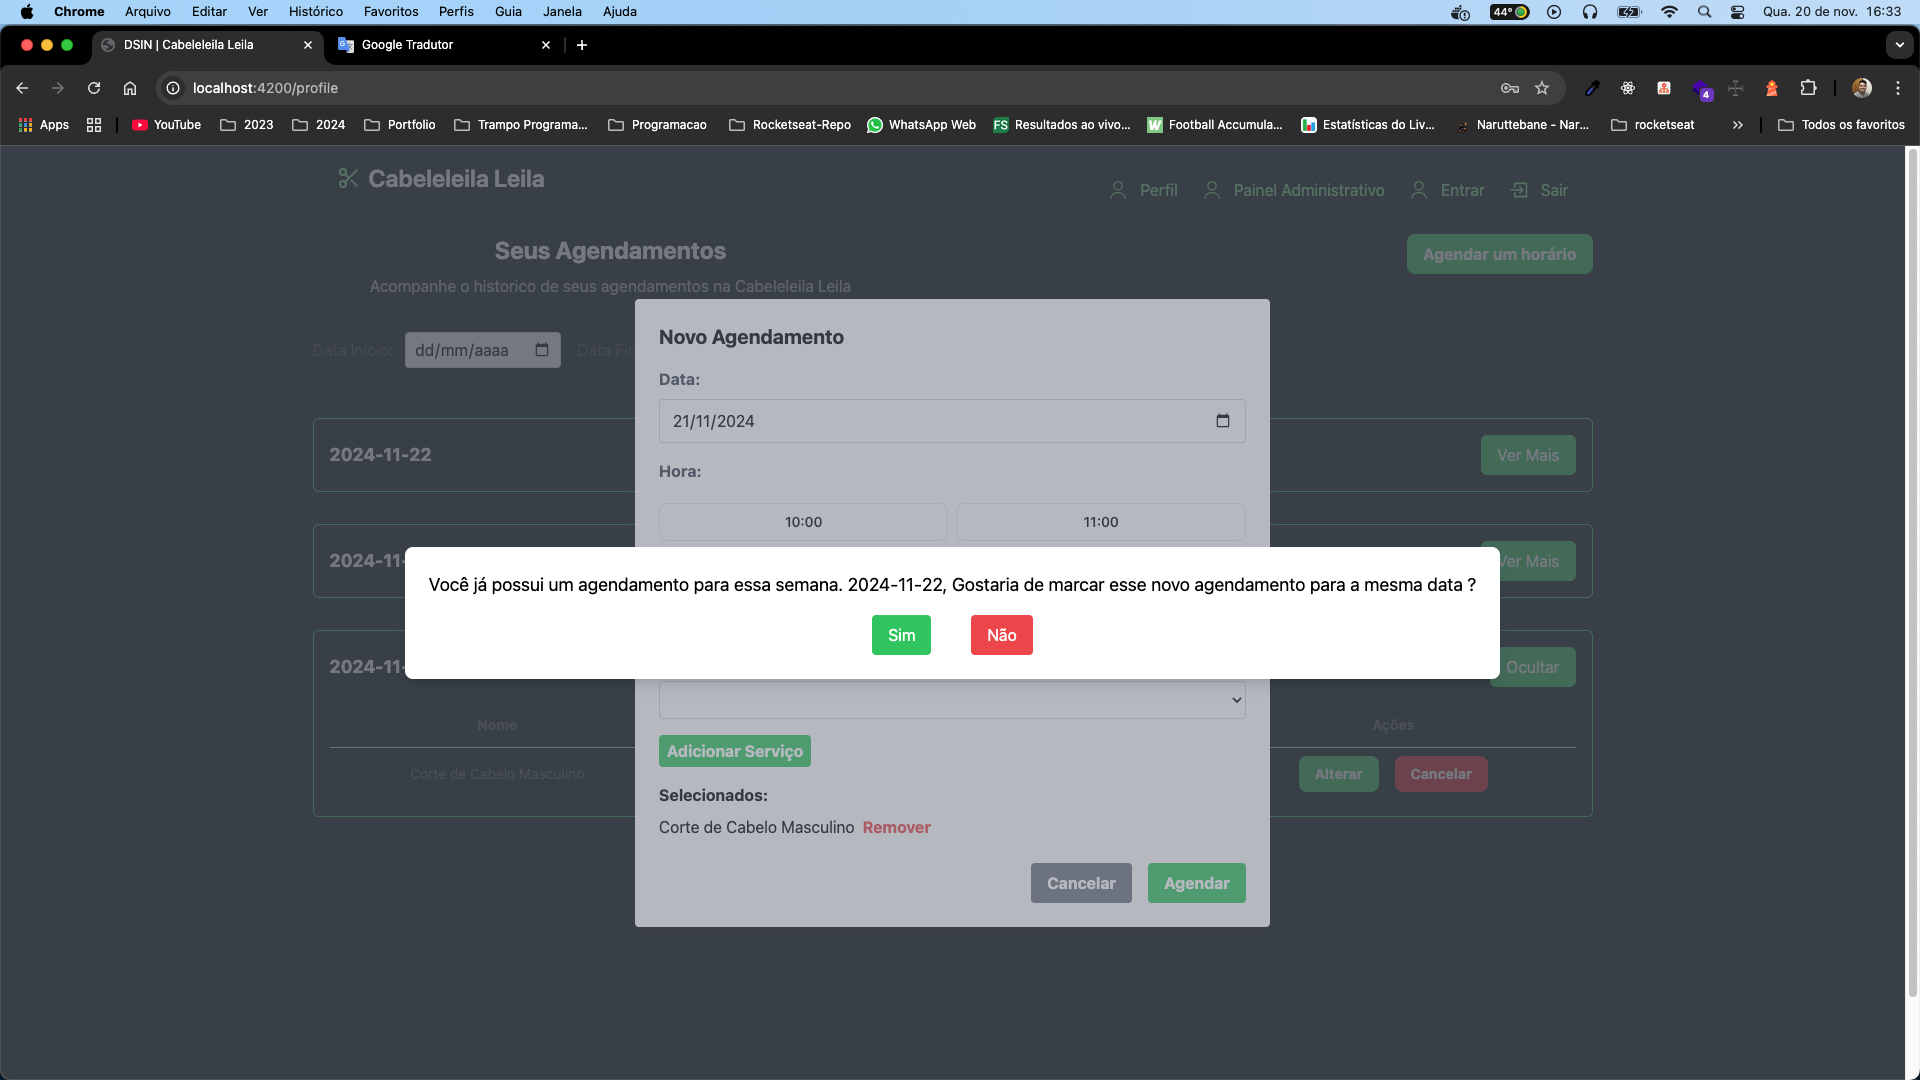 Chrome Arquivo Editar Ver Histórico Favoritos Perfis Guia Janela Ajuda 44° Qua. 20 de nov. 16:33
DSIN | Cabeleleila Leila Google Tradutor
localhost:4200/profile 4
Apps YouTube 2023 2024 Portfolio Trampo Programa... Programacao Rocketseat-Repo WhatsApp Web FS Resultados ao vivo... W Football Accumula... Estatísticas do Liv... Naruttebane - Nar... rocketseat » Todos os favoritos
Cabeleleila Leila
Perfil Painel Administrativo Entrar Sair
Seus Agendamentos
Agendar um horário
Acompanhe o historico de seus agendamentos na Cabeleleila Leila
Data Inicio: dd/mm/aaaa Data Fin
Novo Agendamento
Data:
21/11/2024
Hora:
10:00 11:00
2024-11-22 Ver Mais
2024-11- Ver Mais
Você já possui um agendamento para essa semana. 2024-11-22, Gostaria de marcar esse novo agendamento para a mesma data ?
Sim Não
2024-11- Ocultar
Nome Ações
Corte de Cabelo Masculino Alterar Cancelar
Adicionar Serviço
Selecionados:
Corte de Cabelo Masculino Remover
Cancelar Agendar